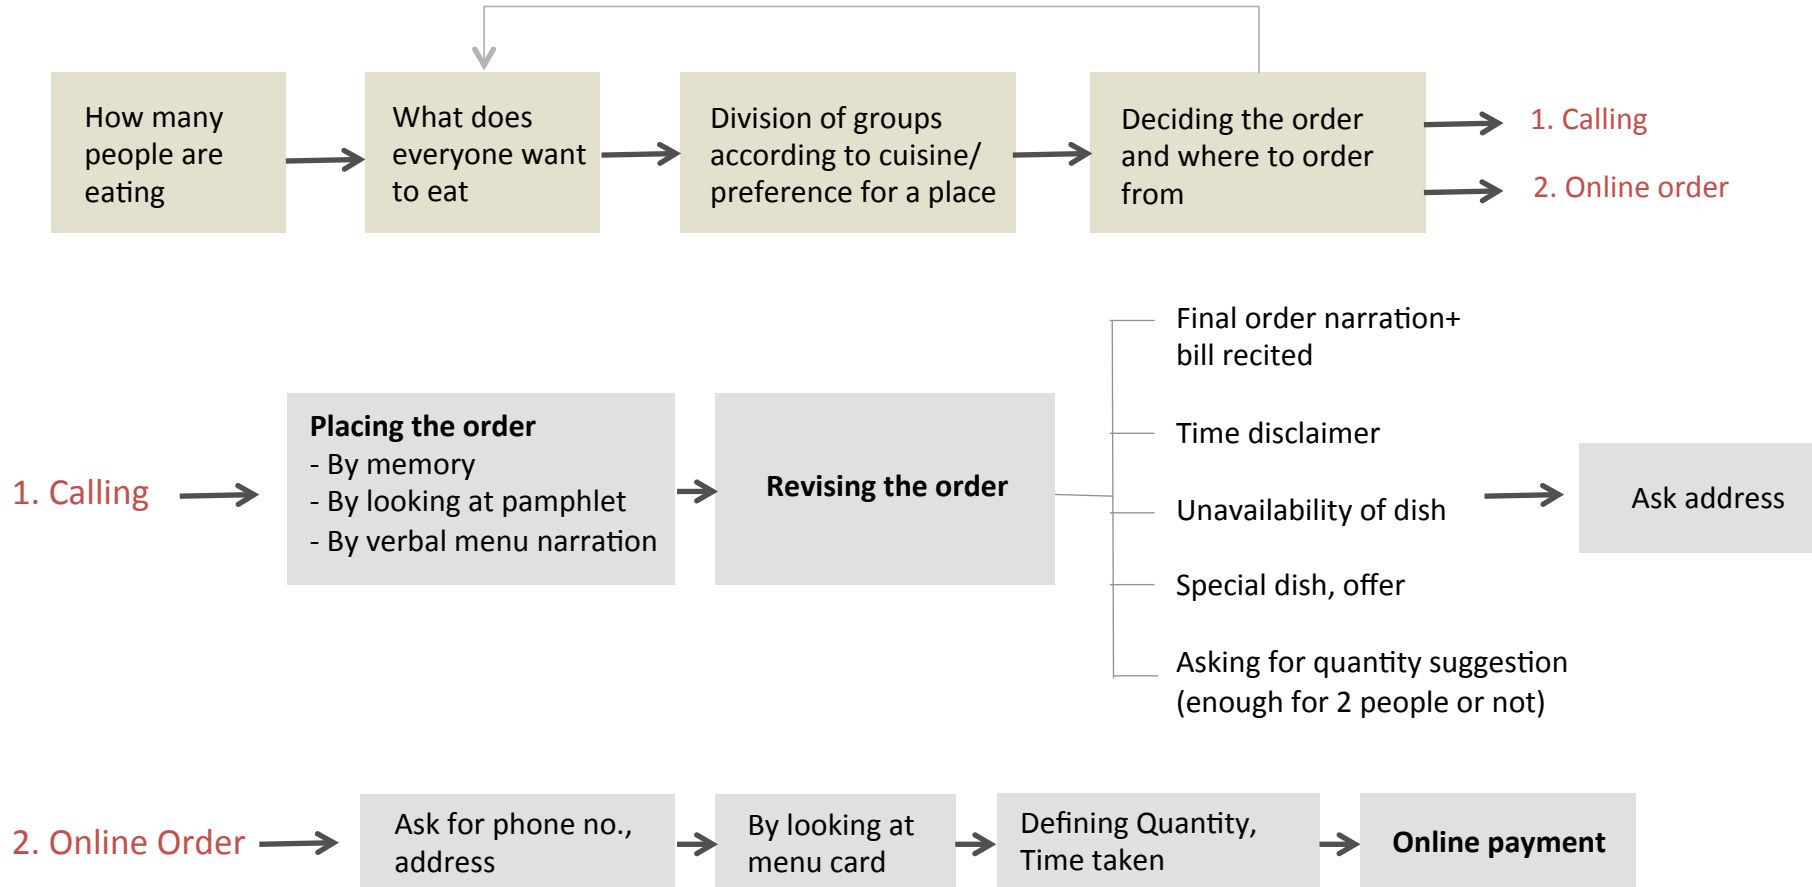 How many
people are
eating
What does
everyone want
to eat
Division of groups
according to cuisine/
preference for a place
Deciding the order
and where to order
from
1. Calling
2. Online order
1. Calling
Placing the order
- By memory
- By looking at pamphlet
- By verbal menu narration
Revising the order
Final order narration+
bill recited
Time disclaimer
Unavailability of dish
Special dish, offer
Asking for quantity suggestion
(enough for 2 people or not)
Ask address
2. Online Order
Ask for phone no.,
address
By looking at
menu card
Defining Quantity,
Time taken
Online payment